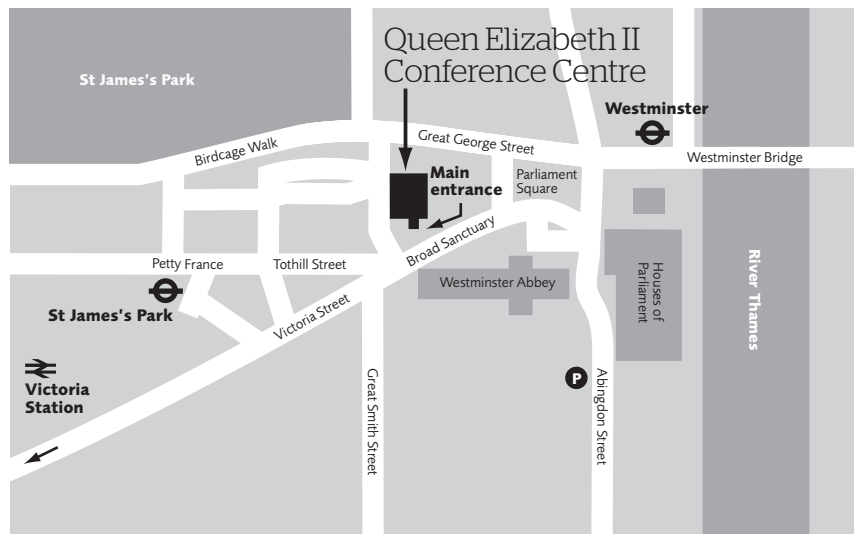 Queen Elizabeth II
Conference Centre
St James's Park
Westminster
Birdcage Walk
Great George Street
Westminster Bridge
Main
entrance
Parliament
Square
Broad Sanctuary
Petty France
Tothill Street
Westminster Abbey
Houses of
Parliament
River Thames
St James's Park
Victoria Street
Victoria
Station
Great Smith Street
P
Abingdon Street